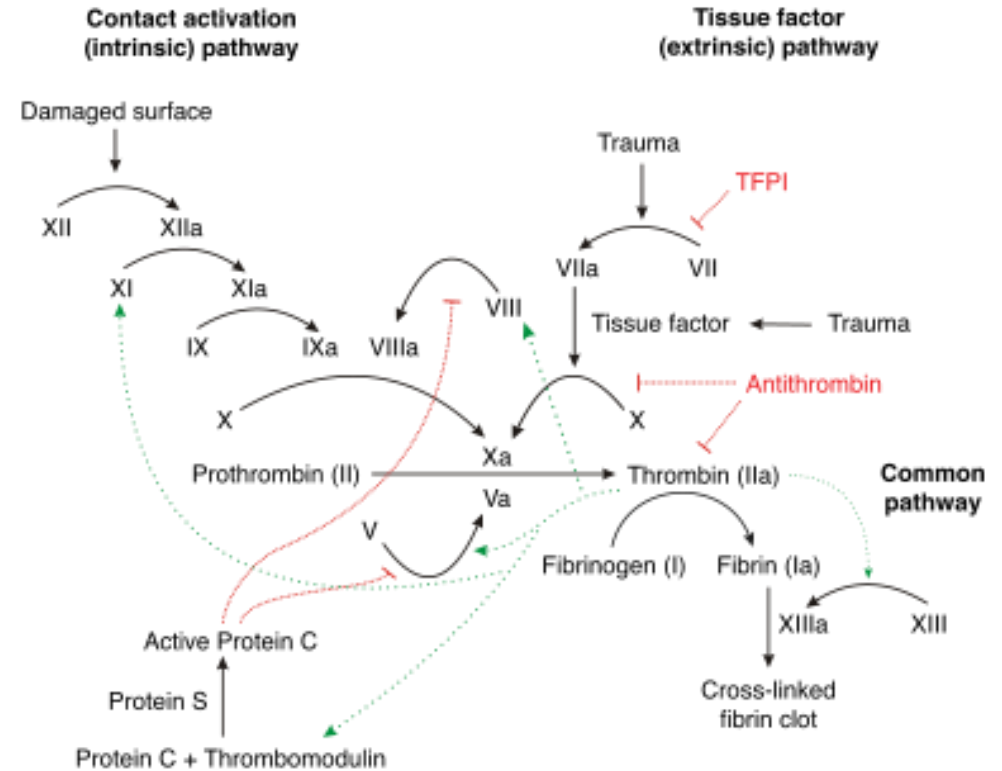 Contact activation
(intrinsic) pathway
Tissue factor
(extrinsic) pathway
Damaged surface
Trauma
TFPI
XII
XIIa
VIIa
VII
XI
XIa
VIII
Tissue factor
Trauma
IX
IXa
VIIIa
Antithrombin
X
X
Xa
Prothrombin (II)
Thrombin (IIa)
Common
pathway
Va
V
Fibrinogen (I)
Fibrin (Ia)
XIIIa
XIII
Active Protein C
Protein S
Cross-linked
fibrin clot
Protein C + Thrombomodulin